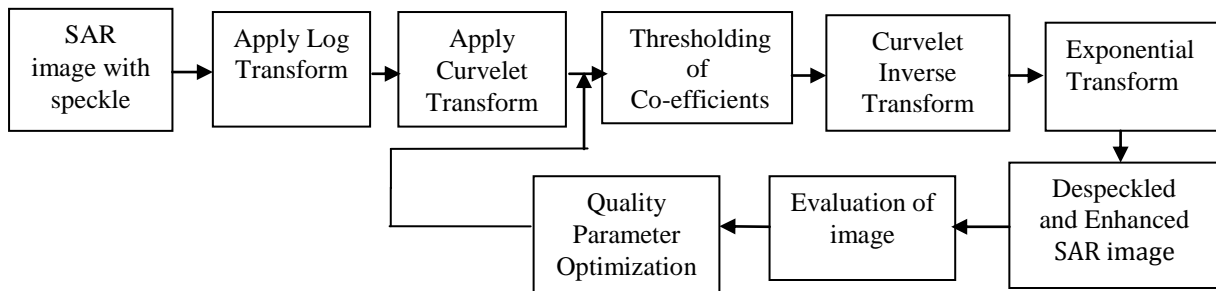 SAR
image with
speckle
Apply Log
Transform
Apply
Curvelet
Transform
Thresholding
of
Co-efficients
Curvelet
Inverse
Transform
Exponential
Transform
Despeckled
and Enhanced
SAR image
Evaluation of
image
Quality
Parameter
Optimization